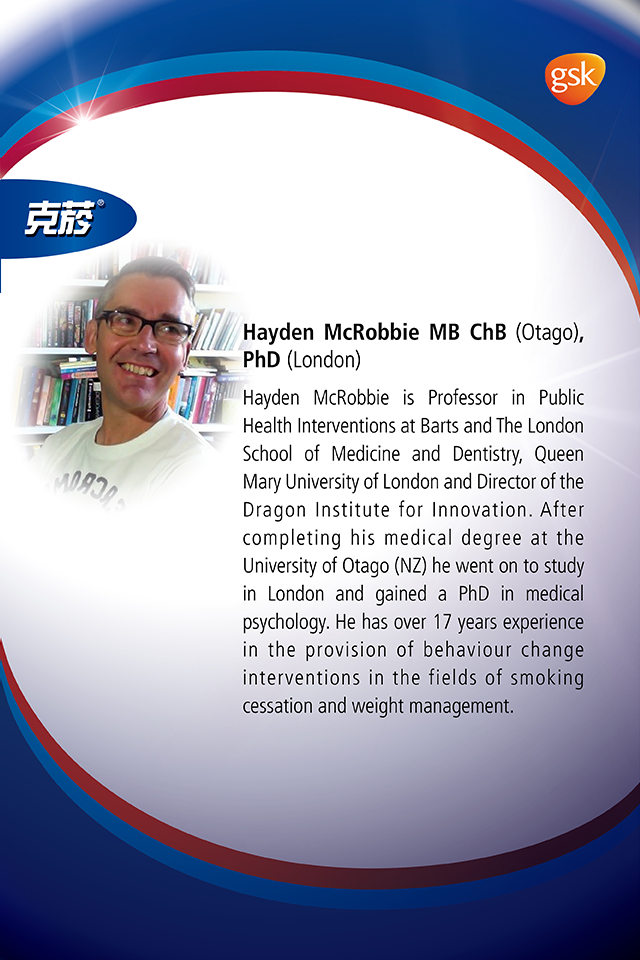 gsk
克菸®
Hayden McRobbie MB ChB (Otago),
PhD (London)
Hayden McRobbie is Professor in Public
Health Interventions at Barts and The London
School of Medicine and Dentistry, Queen
Mary University of London and Director of the
Dragon Institute for Innovation. After
completing his medical degree at the
University of Otago (NZ) he went on to study
in London and gained a PhD in medical
psychology. He has over 17 years experience
in the provision of behaviour change
interventions in the fields of smoking
cessation and weight management.